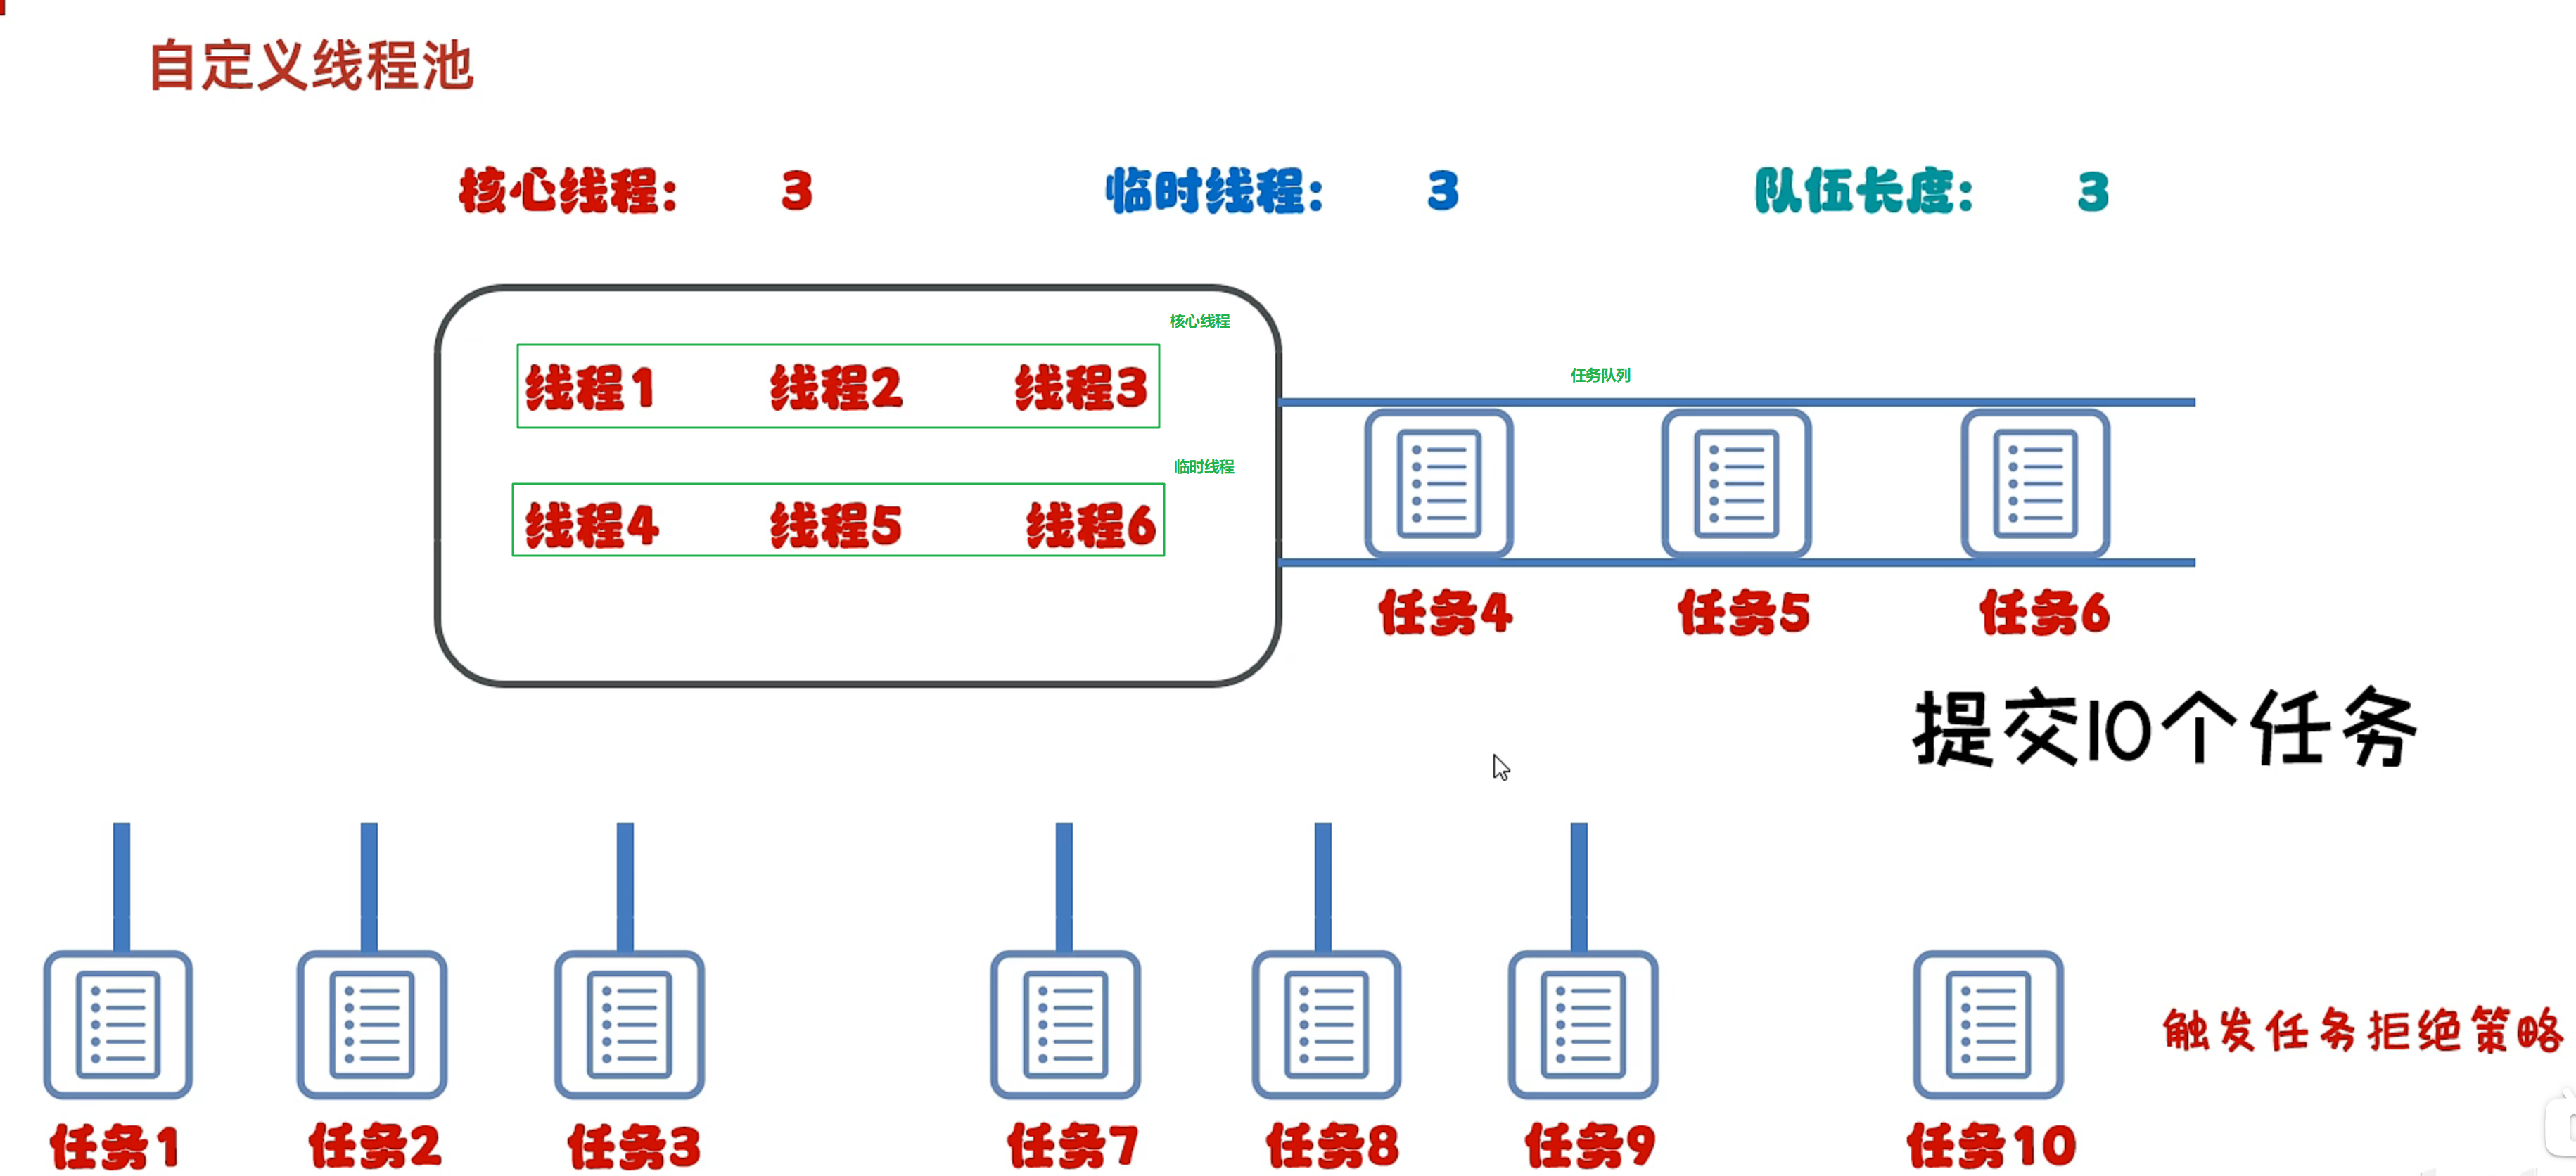 自定义线程池
核心线程： 3 临时线程： 3 队伍长度： 3
核心线程
线程1 线程2 线程3
任务队列
临时线程
线程4 线程5 线程6
任务4 任务5 任务6
提交10个任务
触发任务拒绝策略
任务1 任务2 任务3 任务7 任务8 任务9 任务10